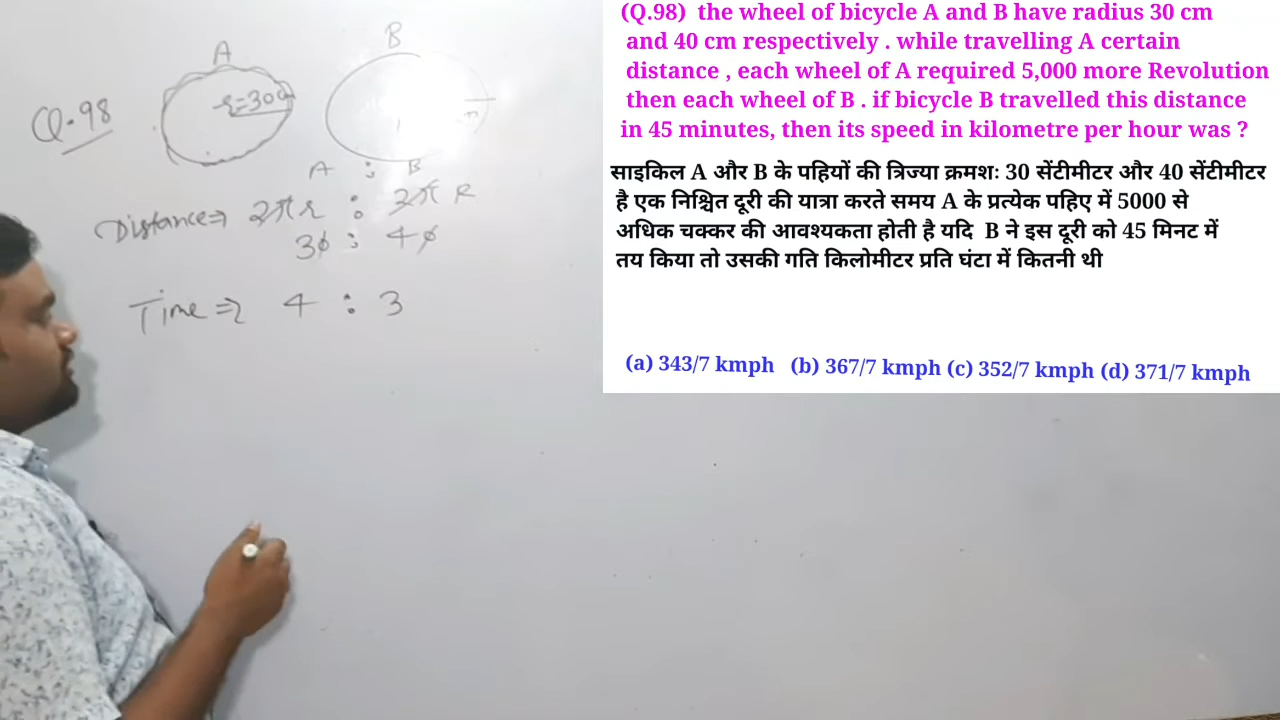 (Q.98) the wheel of bicycle A and B have radius 30 cm
and 40 cm respectively . while travelling A certain
distance , each wheel of A required 5,000 more Revolution
then each wheel of B . if bicycle B travelled this distance
in 45 minutes, then its speed in kilometre per hour was ?
साइकिल A और B के पहियों की त्रिज्या क्रमशः 30 सेंटीमीटर और 40 सेंटीमीटर
है एक निश्चित दूरी की यात्रा करते समय A के प्रत्येक पहिए में 5000 से
अधिक चक्कर की आवश्यकता होती है यदि B ने इस दूरी को 45 मिनट में
तय किया तो उसकी गति किलोमीटर प्रति घंटा में कितनी थी
(a) 343/7 kmph (b) 367/7 kmph (c) 352/7 kmph (d) 371/7 kmph
Q.98
A B
r=30
A : B
Distance⇒ 2πr : 2πR
30 : 40
Time⇒ 4 : 3